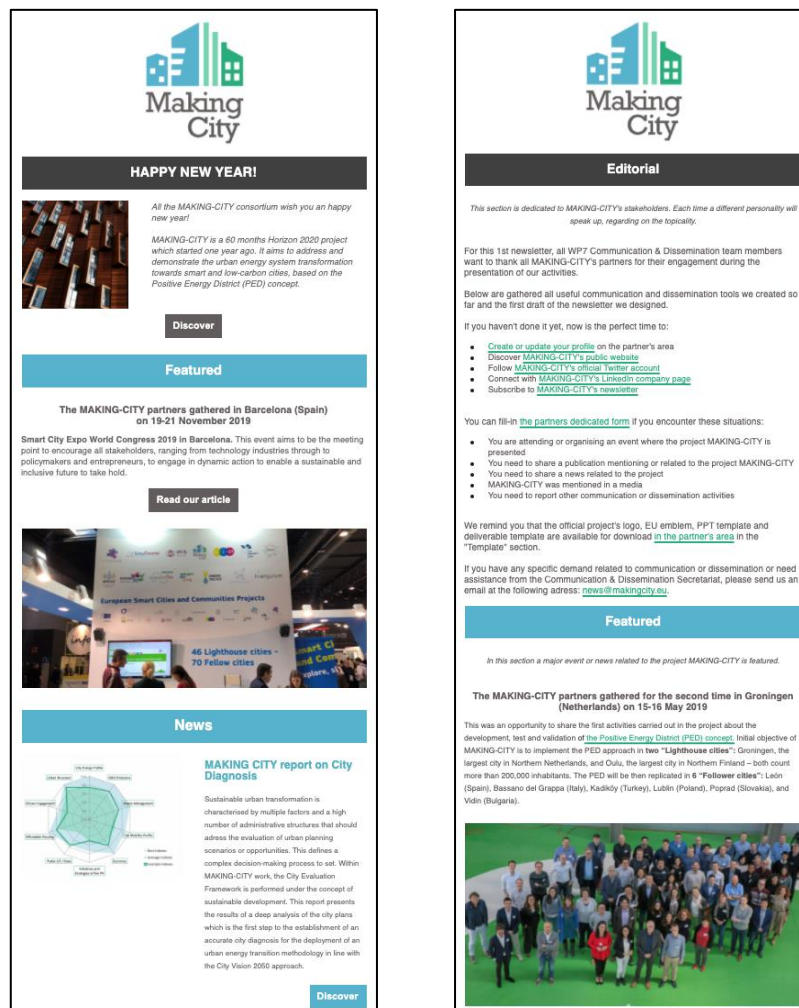 Making
City
HAPPY NEW YEAR!
All the MAKING-CITY consortium wish you an happy
new year!
MAKING-CITY is a 60 months Horizon 2020 project
which started one year ago. It aims to address and
demonstrate the urban energy system transformation
towards smart and low-carbon cities, based on the
Positive Energy District (PED) concept.
Discover
Featured
The MAKING-CITY partners gathered in Barcelona (Spain)
on 19-21 November 2019
Smart City Expo World Congress 2019 in Barcelona. This event aims to be the meeting
point to encourage all stakeholders, ranging from technology industries through to
policymakers and entrepreneurs, to engage in dynamic action to enable a sustainable and
inclusive future to take hold.
Read our article
European Smart Cities and Communities Projects
46 Lighthouse cities -
70 Fellow cities
News
MAKING CITY report on City
Diagnosis
Sustainable urban transformation is
characterised by multiple factors and a high
number of administrative structures that should
adress the evaluation of urban planning
scenarios or opportunities. This defines a
complex decision-making process to set. Within
MAKING-CITY work, the City Evaluation
Framework is performed under the concept of
sustainable development. This report presents
the results of a deep analysis of the city plans
which is the first step to the establishment of an
accurate city diagnosis for the deployment of an
urban energy transition methodology in line with
the City Vision 2050 approach.
Discover
Making
City
Editorial
This section is dedicated to MAKING-CITY's stakeholders. Each time a different personality will
speak up, regarding on the topicality.
For this 1st newsletter, all WP7 Communication & Dissemination team members
want to thank all MAKING-CITY's partners for their engagement during the
presentation of our activities.
Below are gathered all useful communication and dissemination tools we created so
far and the first draft of the newsletter we designed.
If you haven't done it yet, now is the perfect time to:
• Create or update your profile on the partner's area
• Discover MAKING-CITY's public website
• Follow MAKING-CITY's official Twitter account
• Connect with MAKING-CITY's LinkedIn company page
• Subscribe to MAKING-CITY's newsletter
You can fill-in the partners dedicated form if you encounter these situations:
• You are attending or organising an event where the project MAKING-CITY is
presented
• You need to share a publication mentioning or related to the project MAKING-CITY
• You need to share a news related to the project
• MAKING-CITY was mentioned in a media
• You need to report other communication or dissemination activities
We remind you that the official project's logo, EU emblem, PPT template and
deliverable template are available for download in the partner's area in the
"Template" section.
If you have any specific demand related to communication or dissemination or need
assistance from the Communication & Dissemination Secretariat, please send us an
email at the following adress: news@makingcity.eu.
Featured
In this section a major event or news related to the project MAKING-CITY is featured.
The MAKING-CITY partners gathered for the second time in Groningen
(Netherlands) on 15-16 May 2019
This was an opportunity to share the first activities carried out in the project about the
development, test and validation of the Positive Energy District (PED) concept. Initial objective of
MAKING-CITY is to implement the PED approach in two "Lighthouse cities": Groningen, the
largest city in Northern Netherlands, and Oulu, the largest city in Northern Finland – both count
more than 200,000 inhabitants. The PED will be then replicated in 6 "Follower cities": León
(Spain), Bassano del Grappa (Italy), Kadiköy (Turkey), Lublin (Poland), Poprad (Slovakia), and
Vidin (Bulgaria).